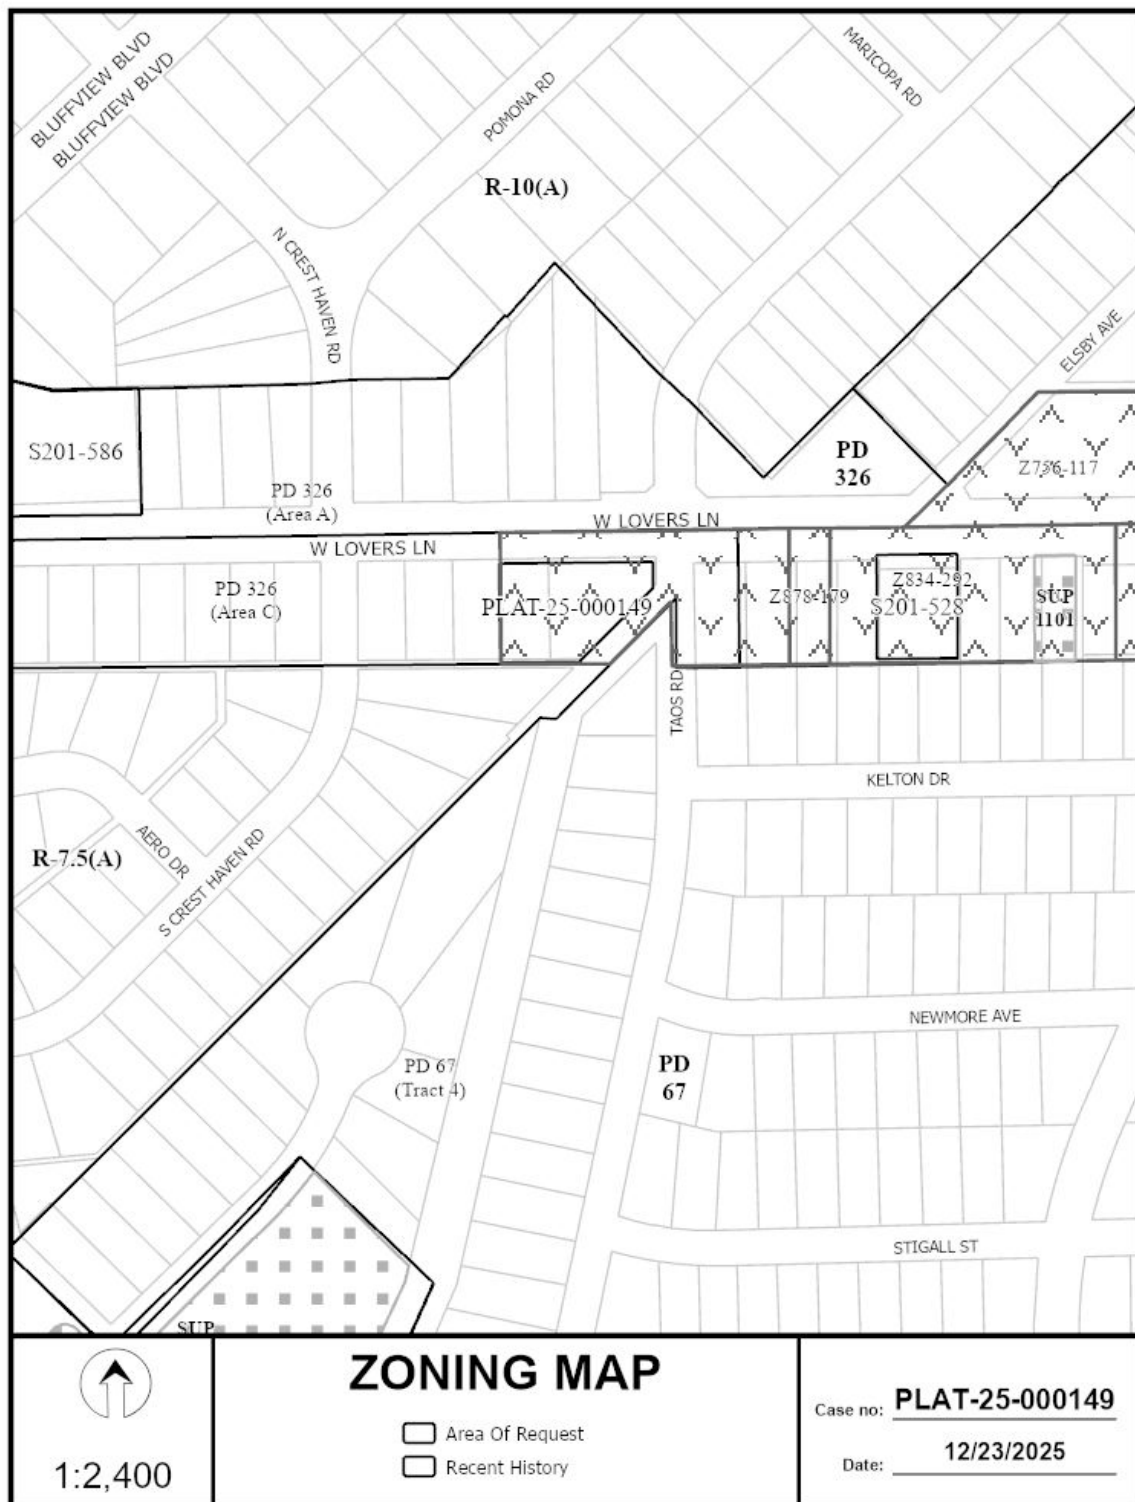 BLUFFVIEW BLVD
BLUFFVIEW BLVD
POMONA RD
MARICOPA RD
R-10(A)
N CREST HAVEN RD
ELSBY AVE
S201-586
PD 326
(Area A)
PD
326
Z756-117
W LOVERS LN
W LOVERS LN
PD 326
(Area C)
PLAT-25-000149
Z878-179
Z834-292
S201-528
SUP
1101
TAOS RD
KELTON DR
R-7.5(A)
AERO DR
S CREST HAVEN RD
NEWMORE AVE
PD 67
(Tract 4)
PD
67
STIGALL ST
SUP
1:2,400
ZONING MAP
Area Of Request
Recent History
Case no: PLAT-25-000149
Date: 12/23/2025